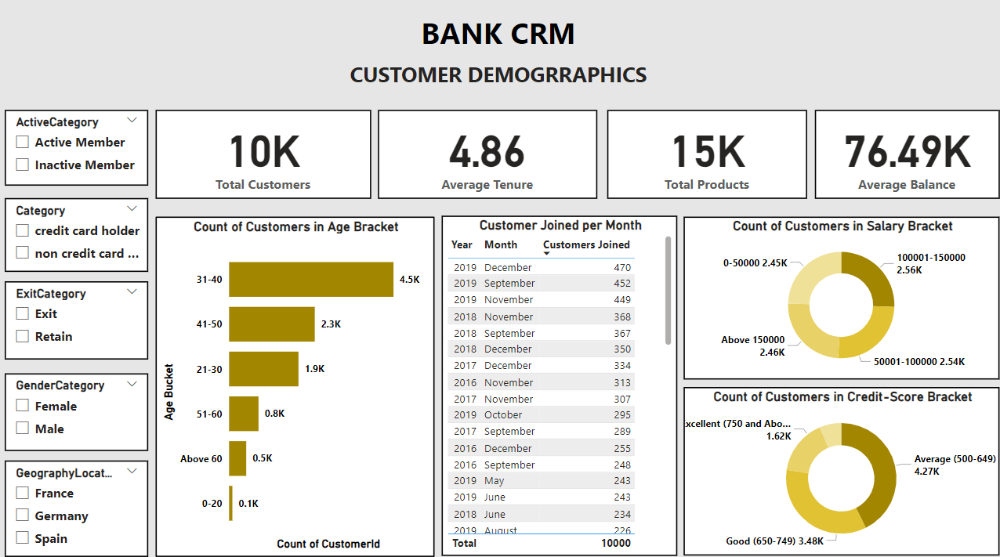 BANK CRM
CUSTOMER DEMOGRRAPHICS
ActiveCategory
Active Member
Inactive Member
Category
credit card holder
non credit card ...
ExitCategory
Exit
Retain
GenderCategory
Female
Male
GeographyLocat...
France
Germany
Spain
10K
Total Customers
4.86
Average Tenure
15K
Total Products
76.49K
Average Balance
Count of Customers in Age Bracket
Age Bucket
31-40 4.5K
41-50 2.3K
21-30 1.9K
51-60 0.8K
Above 60 0.5K
0-20 0.1K
Count of CustomerId
Customer Joined per Month
Year Month Customers Joined
2019 December 470
2019 September 452
2019 November 449
2018 November 368
2018 September 367
2018 December 350
2017 December 334
2016 November 313
2017 November 307
2019 October 295
2017 September 289
2016 December 255
2016 September 248
2019 May 243
2019 June 243
2018 June 234
2019 August 226
Total 10000
Count of Customers in Salary Bracket
0-50000 2.45K
100001-150000
2.56K
Above 150000
2.46K
50001-100000 2.54K
Count of Customers in Credit-Score Bracket
xcellent (750 and Abo...
1.62K
Average (500-649)
4.27K
Good (650-749) 3.48K